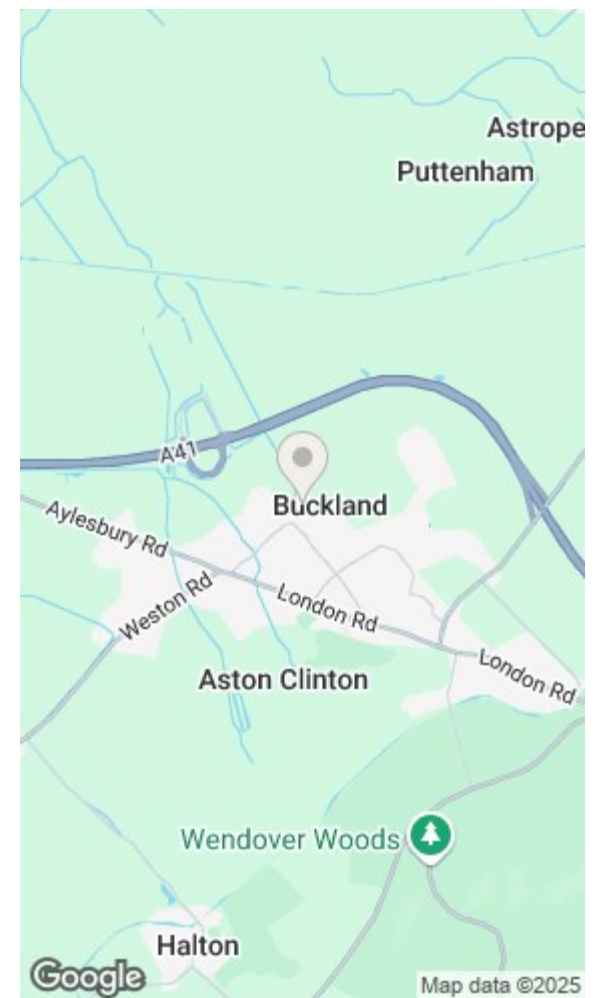 Astrope
Puttenham
A41
Buckland
Aylesbury Rd
Weston Rd
London Rd
London Rd
Aston Clinton
Wendover Woods
Halton
Google
Map data ©2025